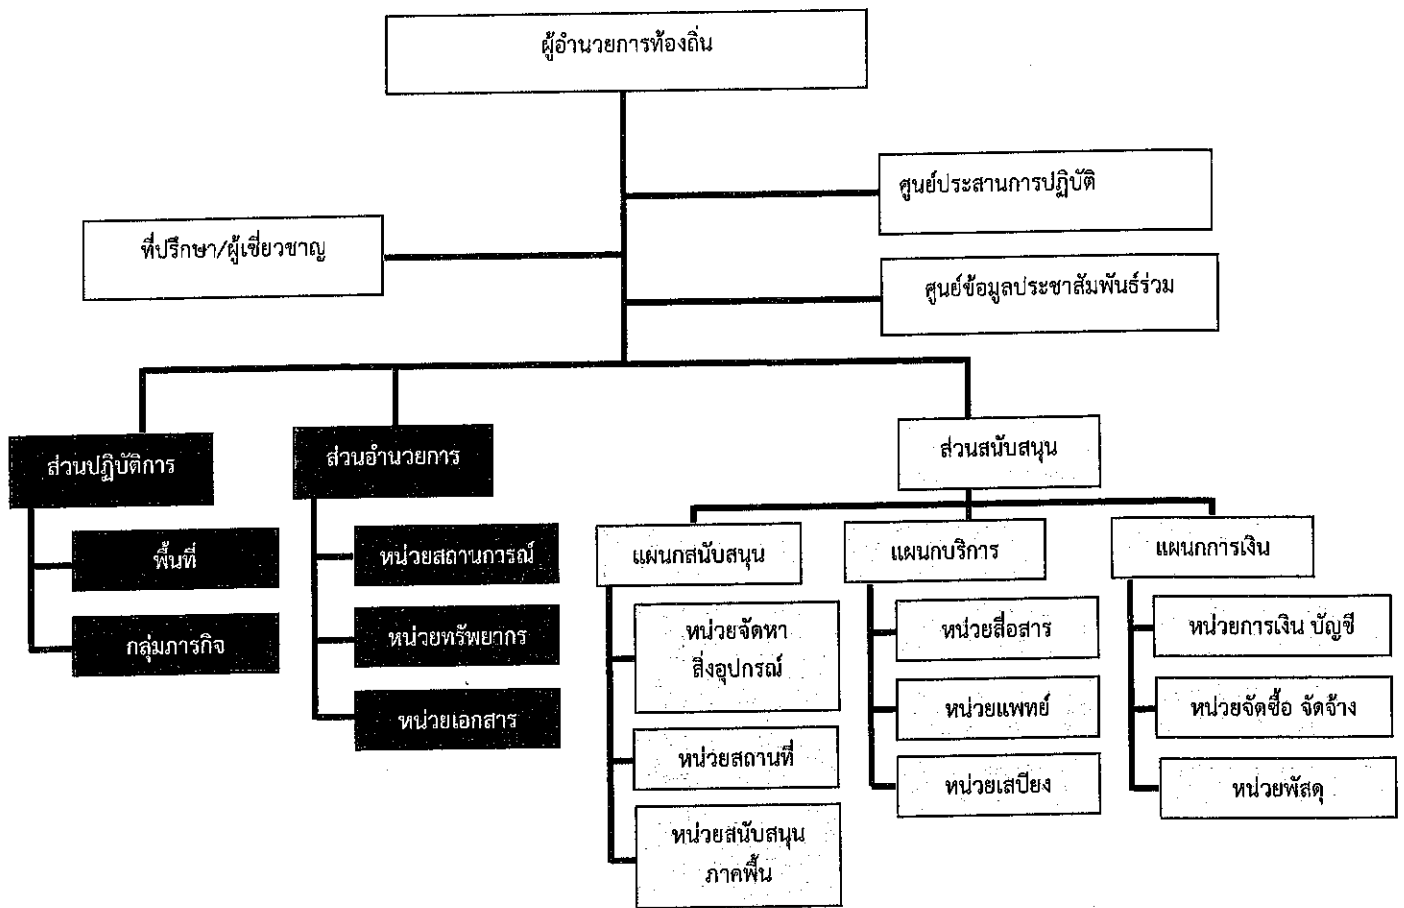 ผู้อำนวยการท้องถิ่น
ศูนย์ประสานการปฏิบัติ
ที่ปรึกษา/ผู้เชี่ยวชาญ
ศูนย์ข้อมูลประชาสัมพันธ์ร่วม
ส่วนปฏิบัติการ
พื้นที่
กลุ่มภารกิจ
ส่วนอำนวยการ
หน่วยสถานการณ์
หน่วยทรัพยากร
หน่วยเอกสาร
ส่วนสนับสนุน
แผนกสนับสนุน
หน่วยจัดหา
สิ่งอุปกรณ์
หน่วยสถานที่
หน่วยสนับสนุน
ภาคพื้น
แผนกบริการ
หน่วยสื่อสาร
หน่วยแพทย์
หน่วยเสบียง
แผนกการเงิน
หน่วยการเงิน บัญชี
หน่วยจัดซื้อ จัดจ้าง
หน่วยพัสดุ